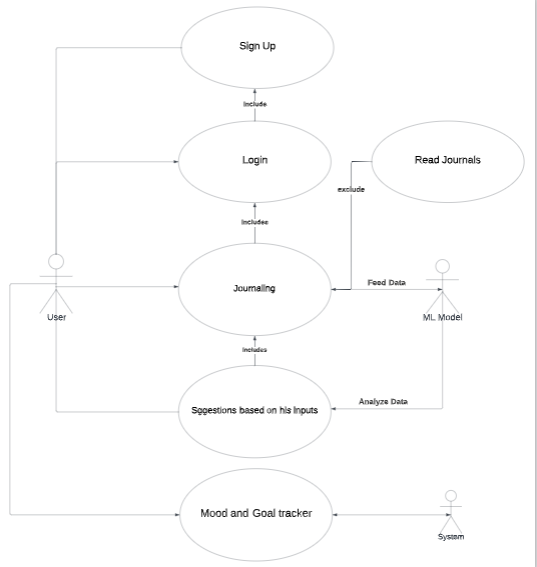 Sign Up
Include
Login
Read Journals
exclude
Includes
Journaling
Feed Data
User
ML Model
Includes
Analyze Data
Sggestions based on his Inputs
Mood and Goal tracker
System